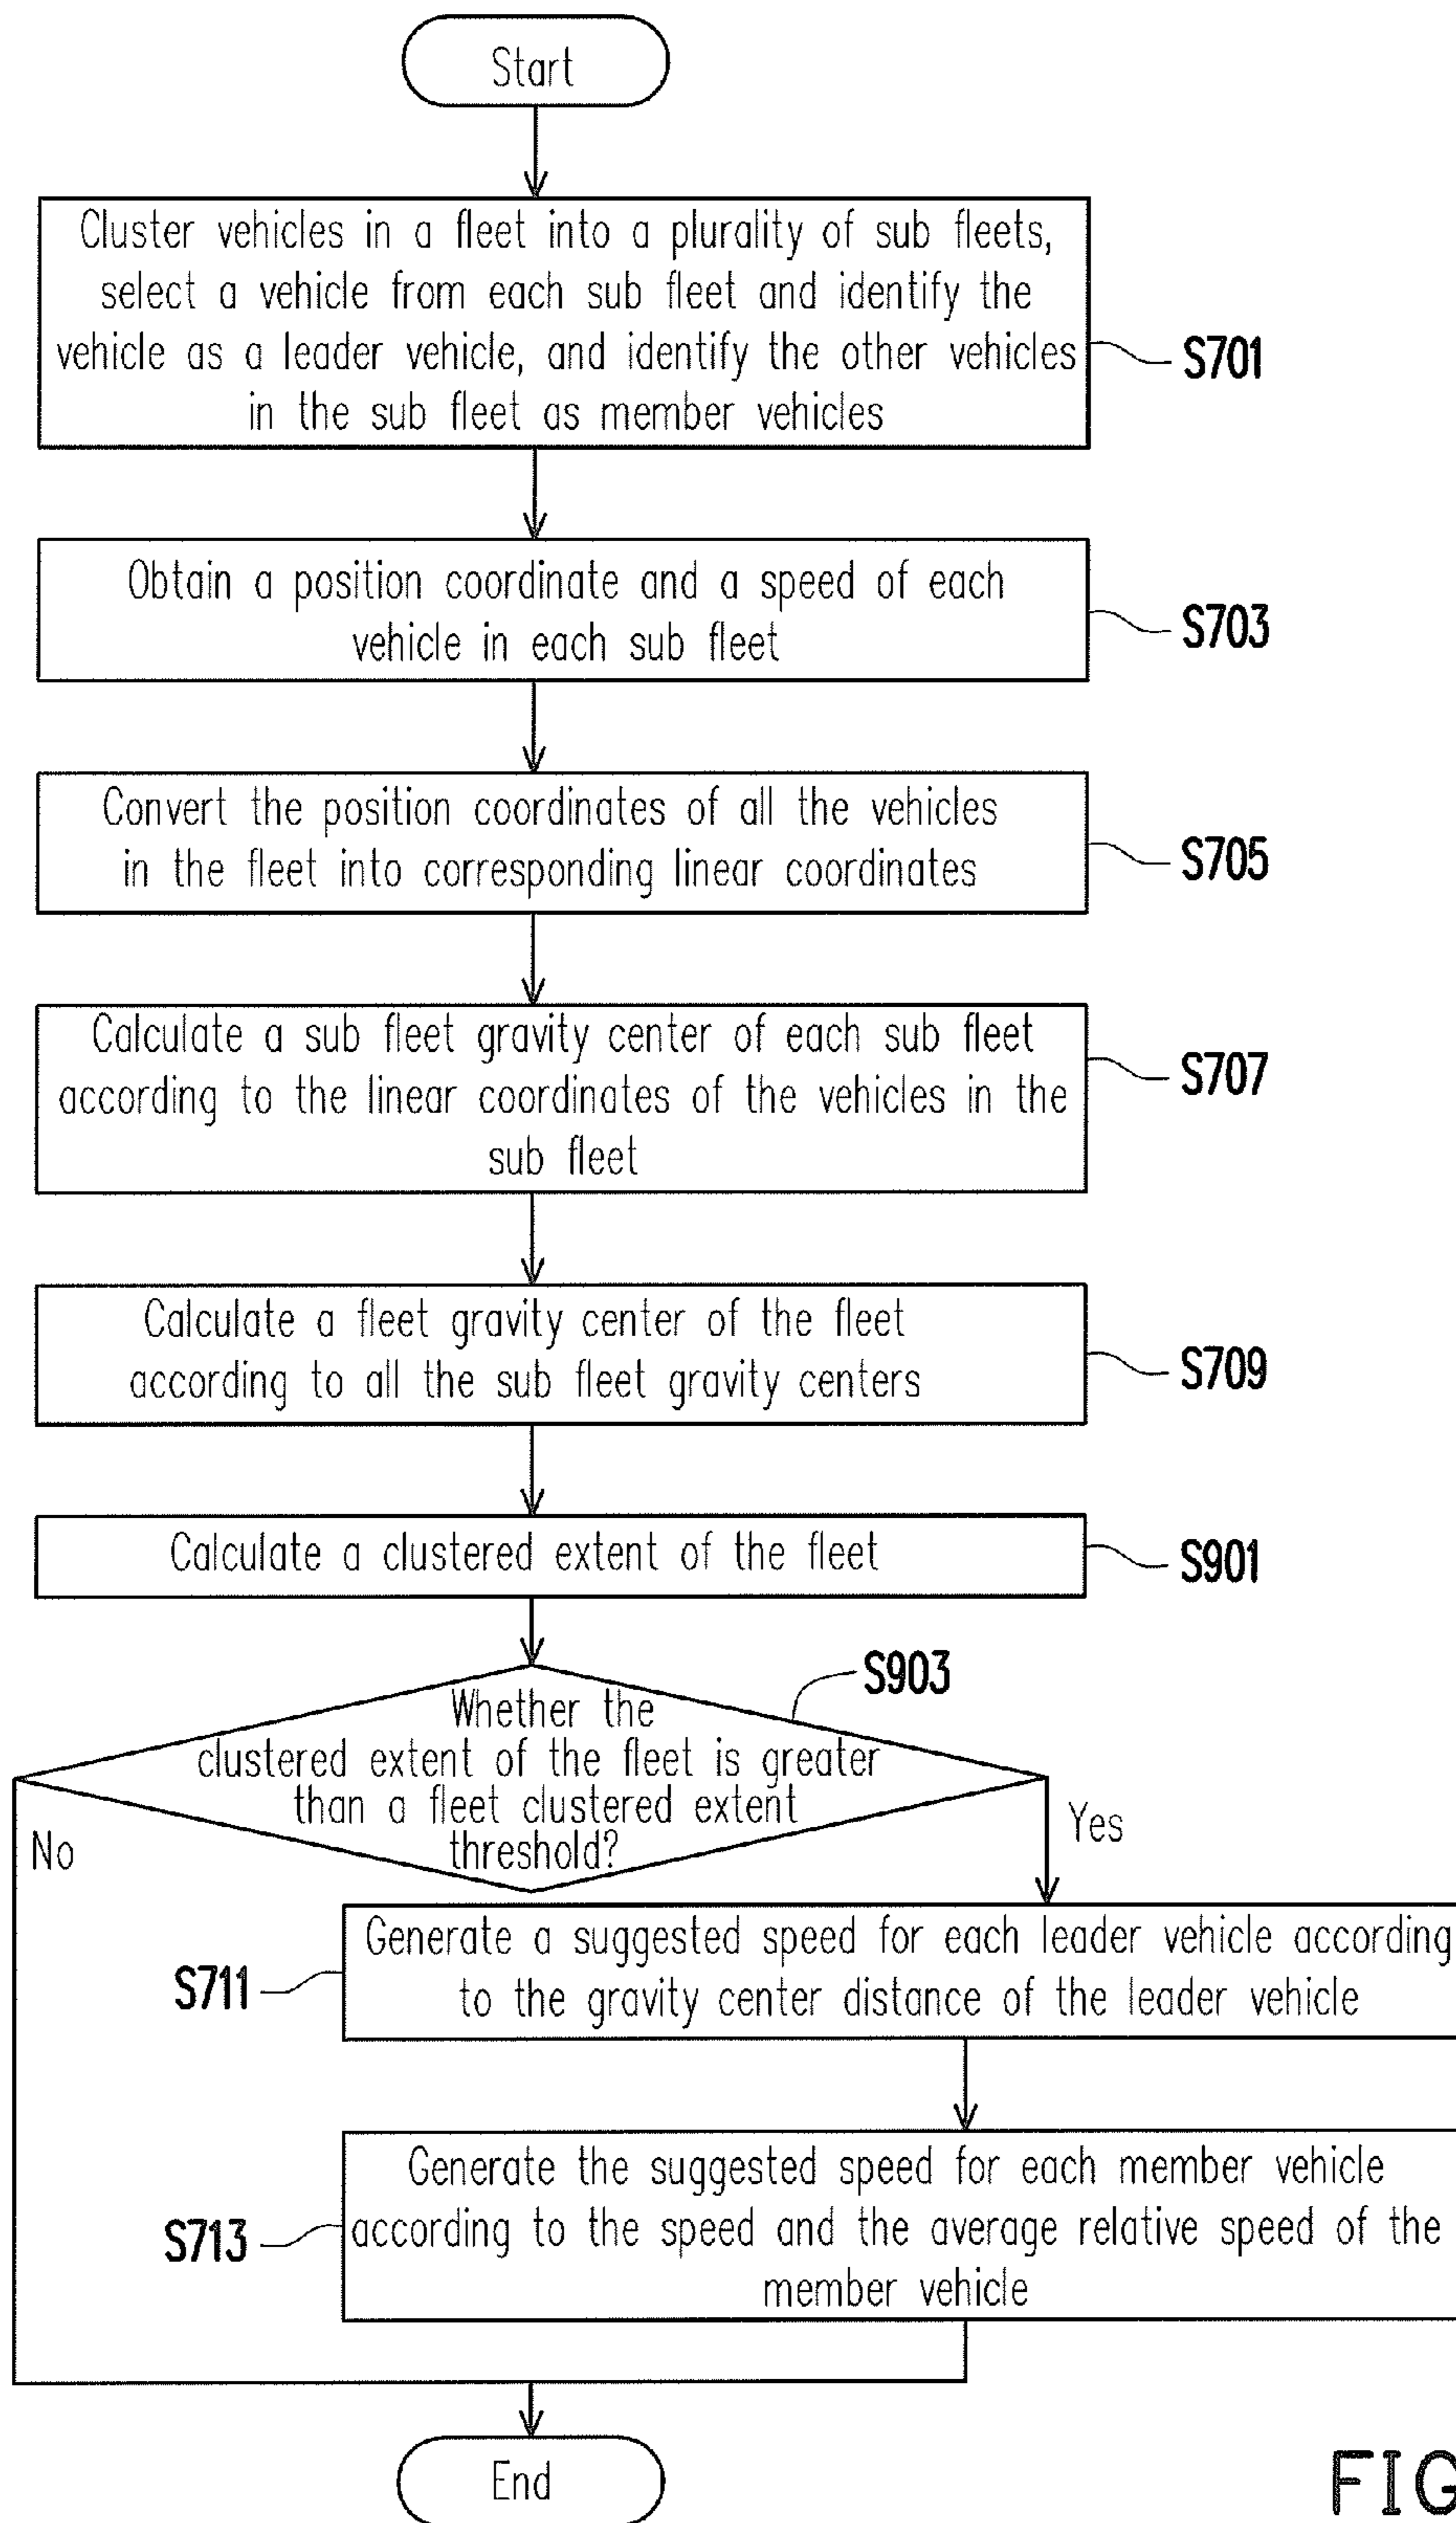 Start
Cluster vehicles in a fleet into a plurality of sub fleets,
select a vehicle from each sub fleet and identify the
vehicle as a leader vehicle, and identify the other vehicles
in the sub fleet as member vehicles
S701
Obtain a position coordinate and a speed of each
vehicle in each sub fleet
S703
Convert the position coordinates of all the vehicles
in the fleet into corresponding linear coordinates
S705
Calculate a sub fleet gravity center of each sub fleet
according to the linear coordinates of the vehicles in the
sub fleet
S707
Calculate a fleet gravity center of the fleet
according to all the sub fleet gravity centers
S709
Calculate a clustered extent of the fleet
S901
S903
Whether the
clustered extent of the fleet is greater
than a fleet clustered extent
threshold?
No
Yes
Generate a suggested speed for each leader vehicle according
to the gravity center distance of the leader vehicle
S711
Generate the suggested speed for each member vehicle
according to the speed and the average relative speed of the
member vehicle
S713
End
FIG